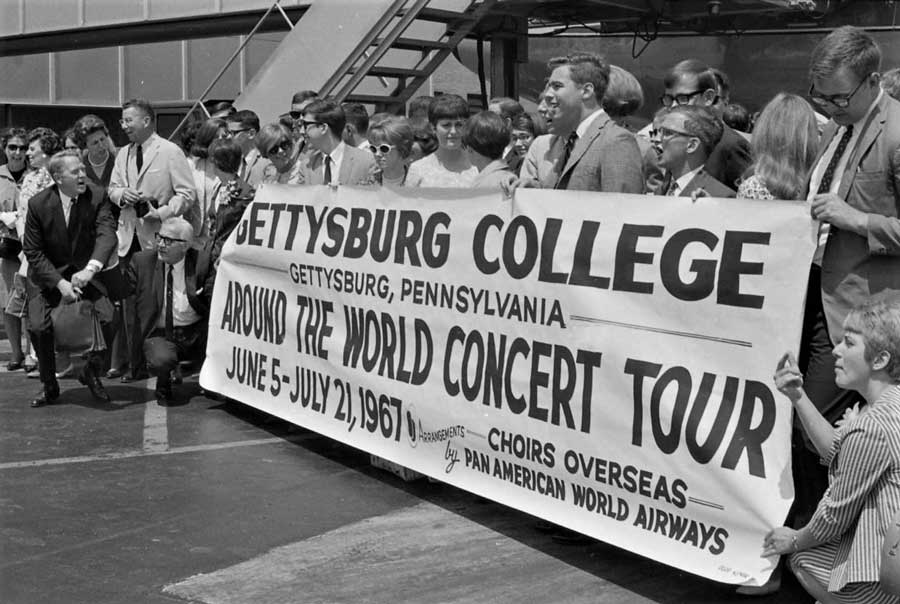 GETTYSBURG COLLEGE
GETTYSBURG, PENNSYLVANIA
AROUND THE WORLD CONCERT TOUR
JUNE 5-JULY 21, 1967
ARRANGEMENTS by
CHOIRS OVERSEAS
PAN AMERICAN WORLD AIRWAYS